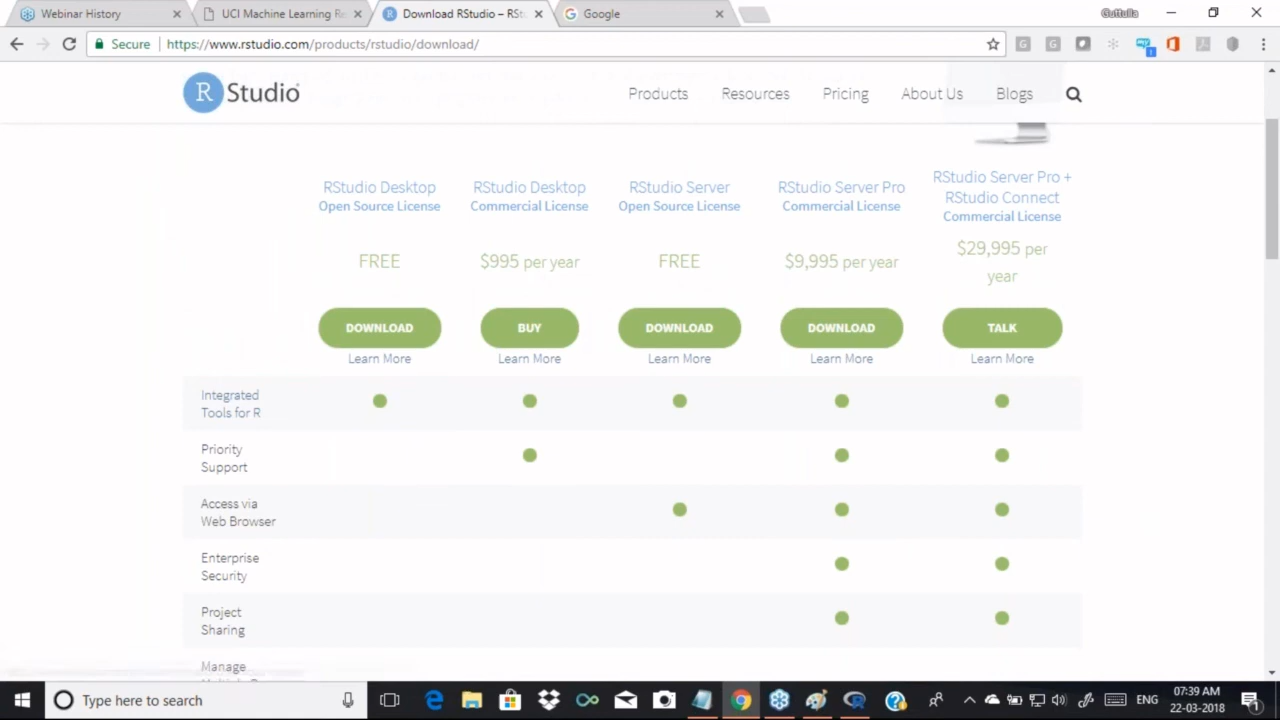 Webinar History
UCI Machine Learning Re
Download RStudio – RSt
Google
Guttulla
Secure
https://www.rstudio.com/products/rstudio/download/
R Studio
Products
Resources
Pricing
About Us
Blogs
RStudio Desktop
Open Source License
FREE
DOWNLOAD
Learn More
RStudio Desktop
Commercial License
$995 per year
BUY
Learn More
RStudio Server
Open Source License
FREE
DOWNLOAD
Learn More
RStudio Server Pro
Commercial License
$9,995 per year
DOWNLOAD
Learn More
RStudio Server Pro +
RStudio Connect
Commercial License
$29,995 per
year
TALK
Learn More
Integrated
Tools for R
Priority
Support
Access via
Web Browser
Enterprise
Security
Project
Sharing
Manage
Type here to search
ENG
07:39 AM
22-03-2018